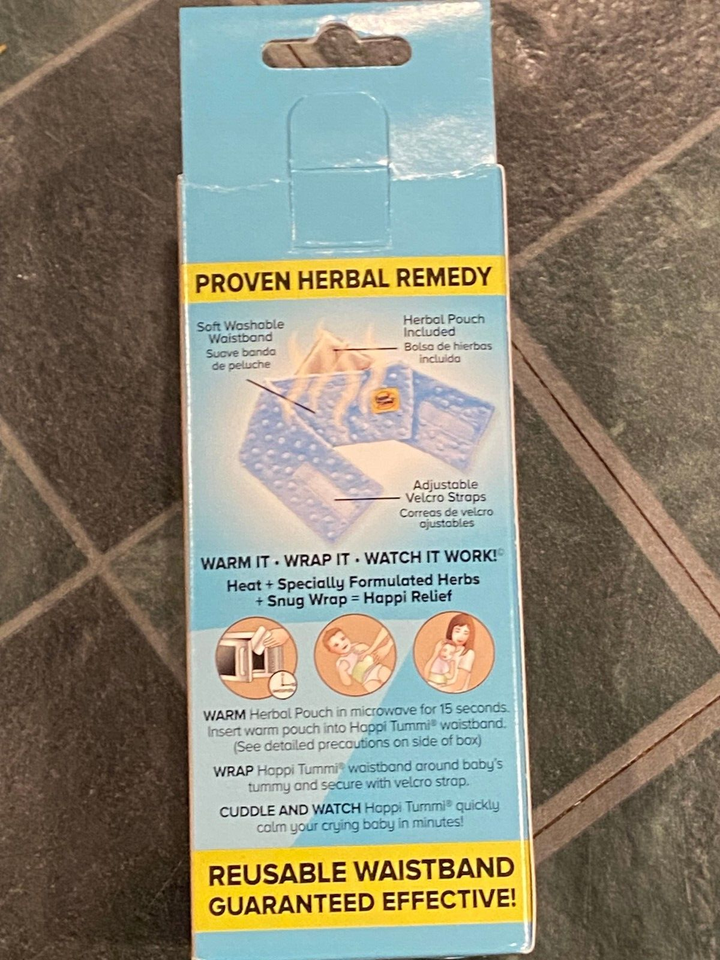 PROVEN HERBAL REMEDY
Soft Washable
Waistband
Suave banda
de peluche
Herbal Pouch
Included
Bolsa de hierbas
incluida
Adjustable
Velcro Straps
Correas de velcro
ajustables
WARM IT • WRAP IT • WATCH IT WORK!©
Heat + Specially Formulated Herbs
+ Snug Wrap = Happi Relief
WARM Herbal Pouch in microwave for 15 seconds.
Insert warm pouch into Happi Tummi® waistband.
(See detailed precautions on side of box)
WRAP Happi Tummi® waistband around baby's
tummy and secure with velcro strap.
CUDDLE AND WATCH Happi Tummi® quickly
calm your crying baby in minutes!
REUSABLE WAISTBAND
GUARANTEED EFFECTIVE!